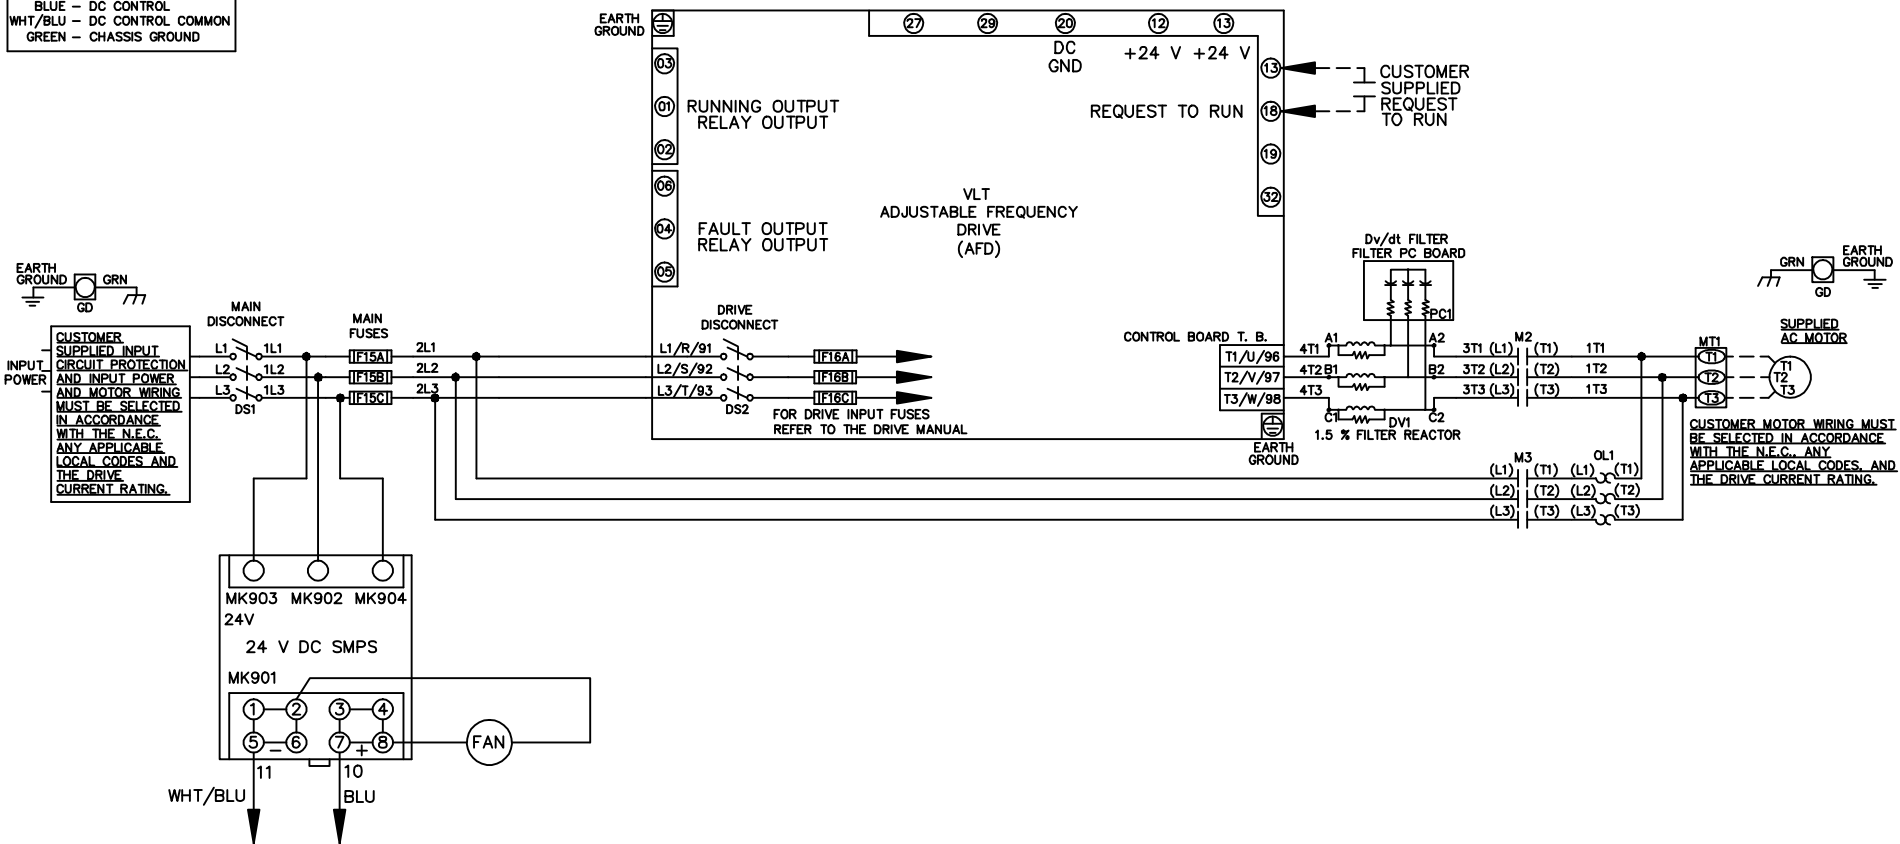 BLUE – DC CONTROL
WHT/BLU – DC CONTROL COMMON
GREEN – CHASSIS GROUND
EARTH
GROUND
27 29 20 12 13
DC
GND
+24 V +24 V
03
01
02
RUNNING OUTPUT
RELAY OUTPUT
06
04
05
FAULT OUTPUT
RELAY OUTPUT
REQUEST TO RUN
13
18
19
32
CUSTOMER
SUPPLIED
REQUEST
TO RUN
VLT
ADJUSTABLE FREQUENCY
DRIVE
(AFD)
EARTH
GROUND
GRN
GD
INPUT
POWER
CUSTOMER
SUPPLIED INPUT
CIRCUIT PROTECTION
AND INPUT POWER
AND MOTOR WIRING
MUST BE SELECTED
IN ACCORDANCE
WITH THE N.E.C.
ANY APPLICABLE
LOCAL CODES AND
THE DRIVE
CURRENT RATING.
MAIN
DISCONNECT
L1 1L1
L2 1L2
L3 1L3
DS1
MAIN
FUSES
F15A 2L1
F15B 2L2
F15C 2L3
DRIVE
DISCONNECT
L1/R/91
L2/S/92
L3/T/93
DS2
F16A
F16B
F16C
FOR DRIVE INPUT FUSES
REFER TO THE DRIVE MANUAL
CONTROL BOARD T. B.
T1/U/96
T2/V/97
T3/W/98
EARTH
GROUND
4T1
4T2
4T3
Dv/dt FILTER
FILTER PC BOARD
PC1
A1 A2
B1 B2
C1 C2
DV1
1.5 % FILTER REACTOR
M2
3T1 (L1) (T1) 1T1
3T2 (L2) (T2) 1T2
3T3 (L3) (T3) 1T3
M3 OL1
(L1) (T1) (L1) (T1)
(L2) (T2) (L2) (T2)
(L3) (T3) (L3) (T3)
GRN
GD
EARTH
GROUND
SUPPLIED
AC MOTOR
MT1
T1
T2
T3
T1
T2
T3
CUSTOMER MOTOR WIRING MUST
BE SELECTED IN ACCORDANCE
WITH THE N.E.C., ANY
APPLICABLE LOCAL CODES, AND
THE DRIVE CURRENT RATING.
MK903 MK902 MK904
24V
24 V DC SMPS
MK901
1 2 3 4
5 – 6 7 + 8
FAN
11 10
WHT/BLU BLU